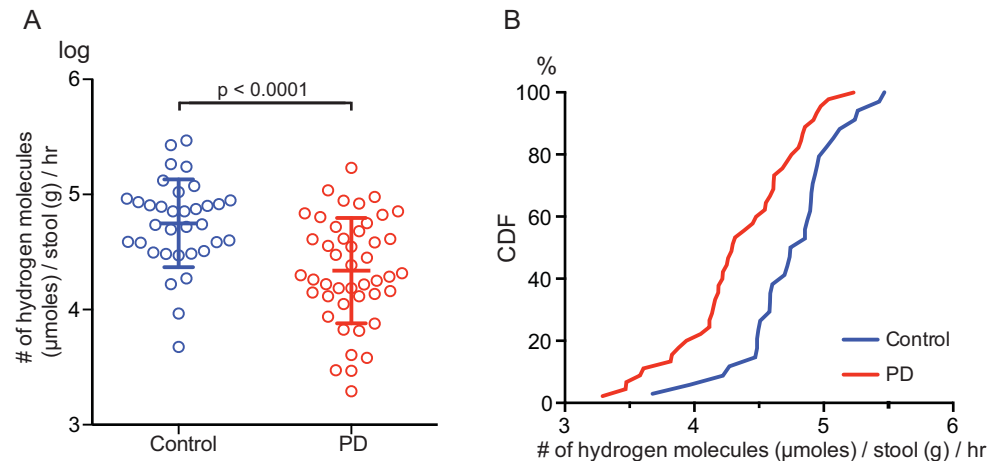 A
log
# of hydrogen molecules
(µmoles) / stool (g) / hr
6
5
4
3
p < 0.0001
Control
PD
B
%
CDF
100
80
60
40
20
0
Control
PD
3
4
5
6
# of hydrogen molecules (µmoles) / stool (g) / hr